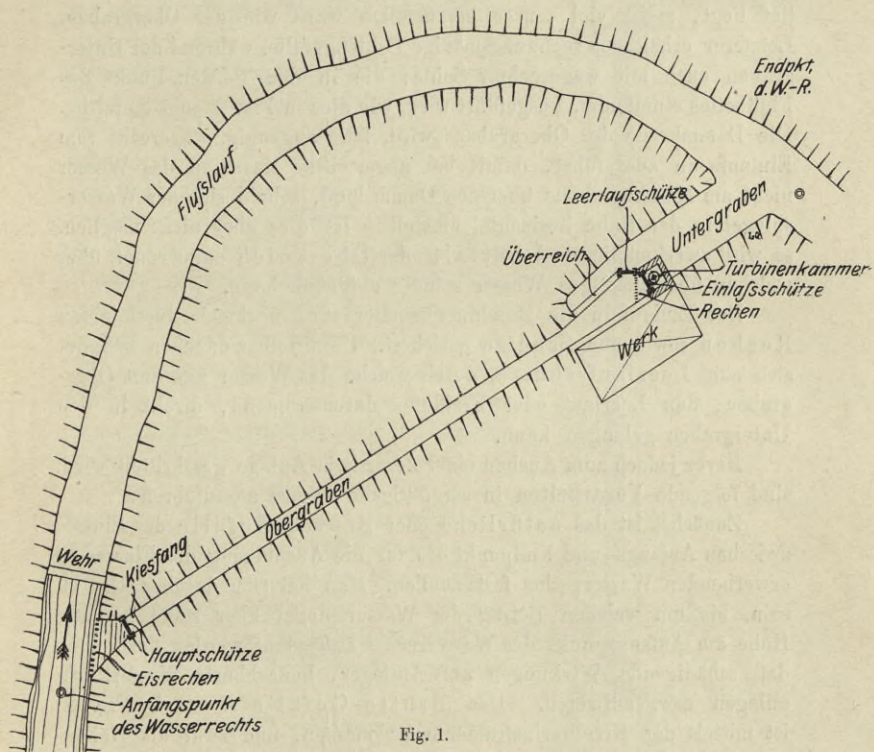 Endpkt,
d.W-R.
Flußlauf
Leerlaufschütze
Untergraben
Überreich
Turbinenkammer
Einlaßschütze
Rechen
Werk
Obergraben
Wehr
Kiesfang
Hauptschütze
Eisrechen
Anfangspunkt
des Wasserrechts
Fig. 1.